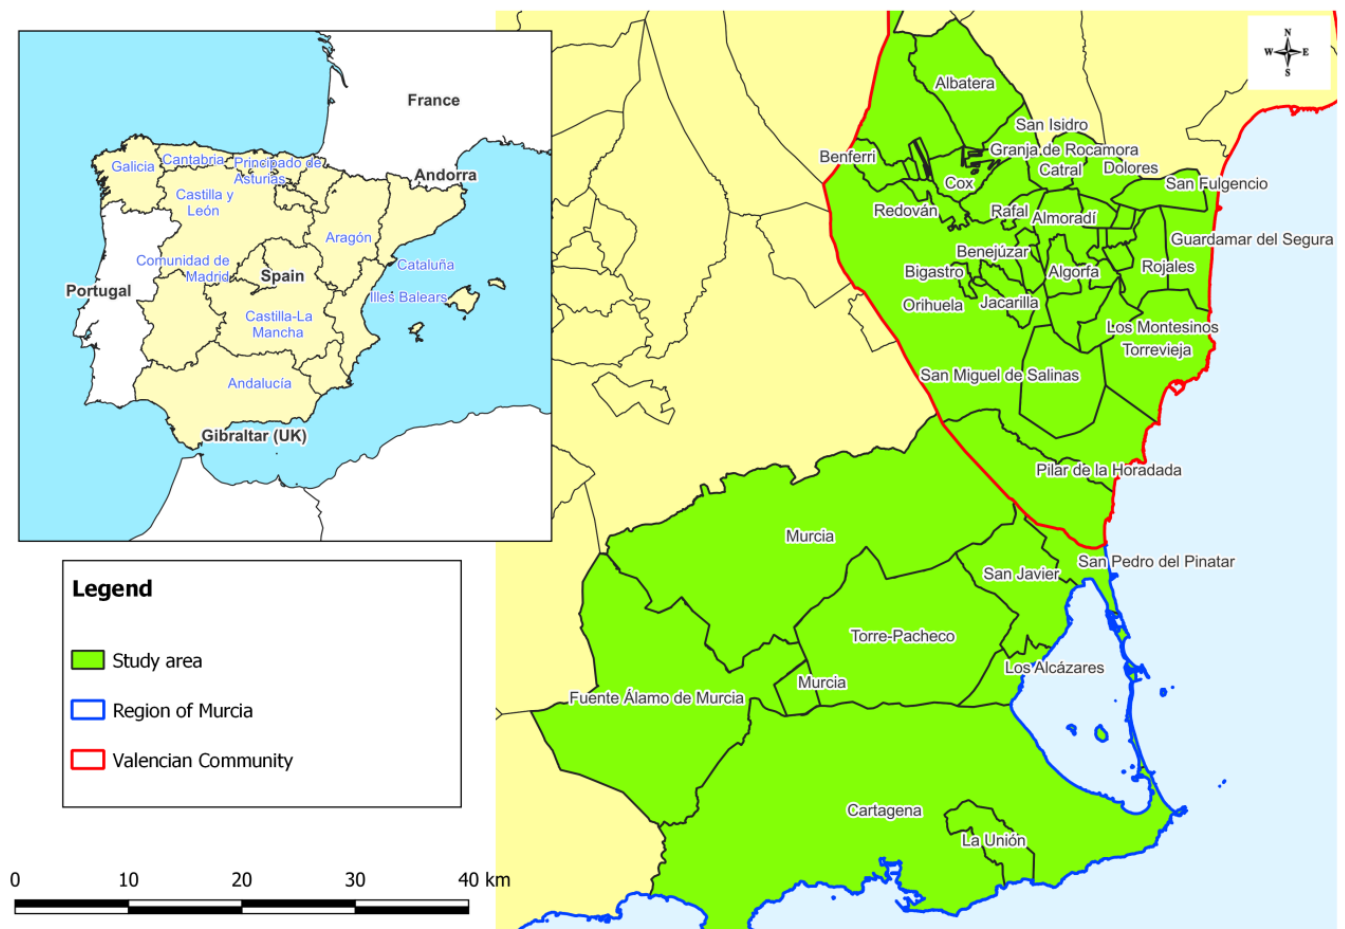 France
Andorra
Galicia
Cantabria
Principado de
Asturias
Castilla y
León
Aragón
Cataluña
Comunidad de
Madrid
Spain
Portugal
Illes Balears
Castilla-La
Mancha
Andalucía
Gibraltar (UK)
N
W E
S
Albatera
San Isidro
Granja de Rocamora
Benferri
Catral
Dolores
Cox
San Fulgencio
Redován
Rafal
Almoradí
Guardamar del Segura
Benejúzar
Bigastro
Algorfa
Rojales
Orihuela
Jacarilla
Los Montesinos
Torrevieja
San Miguel de Salinas
Pilar de la Horadada
Murcia
San Javier
San Pedro del Pinatar
Torre-Pacheco
Los Alcázares
Murcia
Fuente Álamo de Murcia
Cartagena
La Unión
Legend
Study area
Region of Murcia
Valencian Community
0 10 20 30 40 km